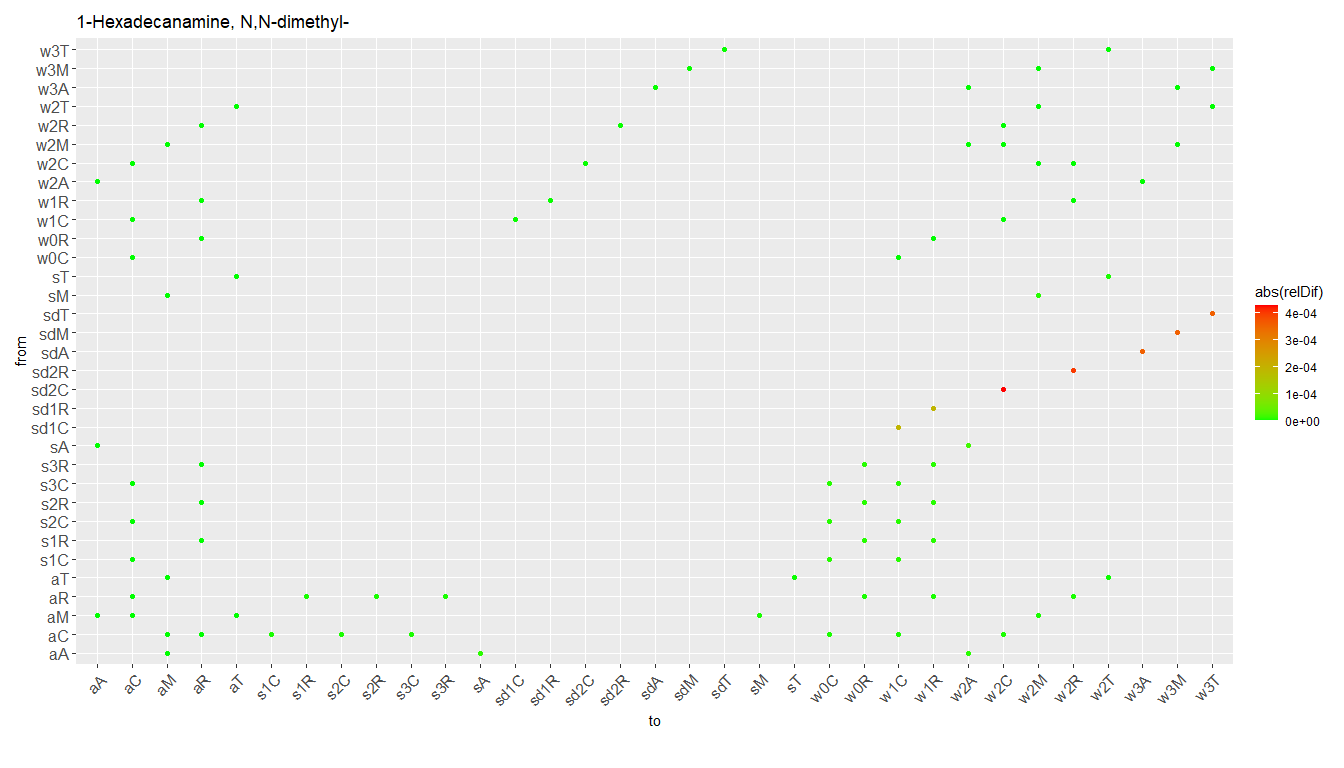 1-Hexadecanamine, N,N-dimethyl-
w3T
w3M
w3A
w2T
w2R
w2M
w2C
w2A
w1R
w1C
w0R
w0C
sT
sM
sdT
sdM
sdA
sd2R
sd2C
sd1R
sd1C
sA
s3R
s3C
s2R
s2C
s1R
s1C
aT
aR
aM
aC
aA
from
aA aC aM aR aT s1C s1R s2C s2R s3C s3R sA sd1C sd1R sd2C sd2R sdA sdM sdT sM sT w0C w0R w1C w1R w2A w2C w2M w2R w2T w3A w3M w3T
to
abs(relDif)
4e-04
3e-04
2e-04
1e-04
0e+00